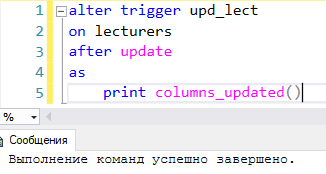 1 alter trigger upd_lect
2 on lecturers
3 after update
4 as
5 print columns_updated()
%
Сообщения
Выполнение команд успешно завершено.